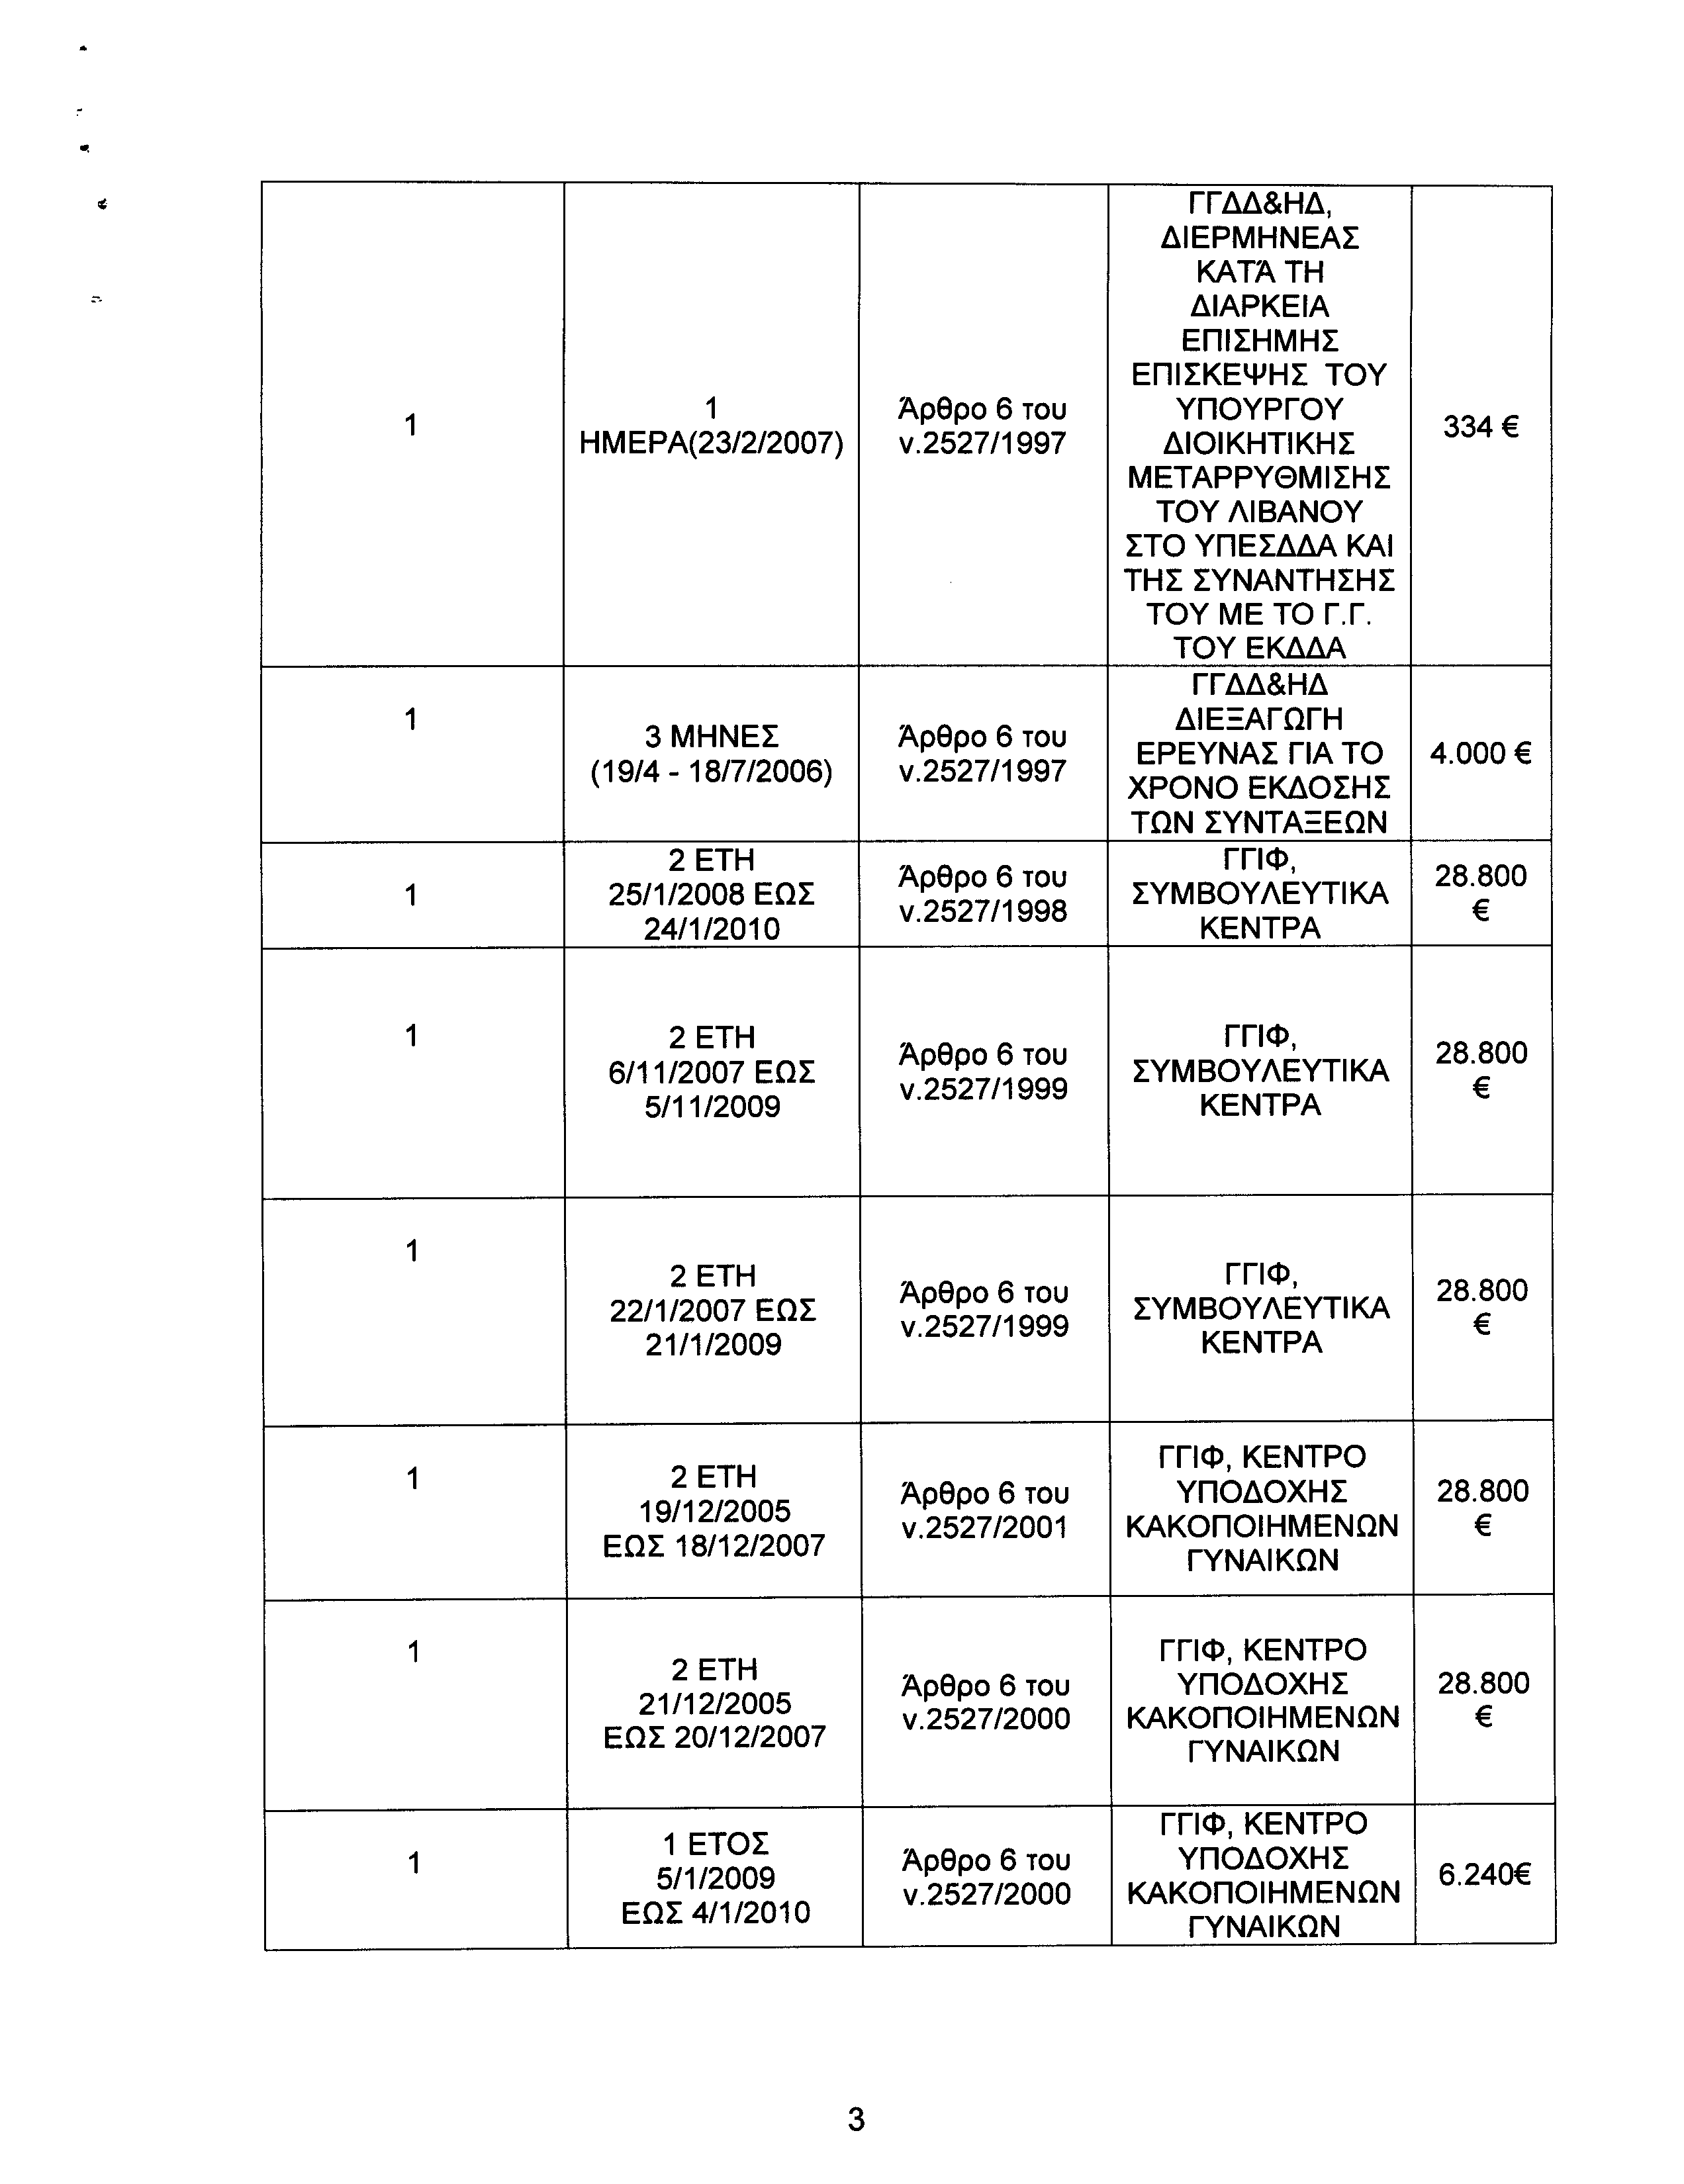 1
1
ΗΜΕΡΑ(23/2/2007)
Άρθρο 6 του
ν.2527/1997
ΓΓΔΔ&ΗΔ,
ΔΙΕΡΜΗΝΕΑΣ
ΚΑΤΆ ΤΗ
ΔΙΑΡΚΕΙΑ
ΕΠΙΣΗΜΗΣ
ΕΠΙΣΚΕΨΗΣ ΤΟΥ
ΥΠΟΥΡΓΟΥ
ΔΙΟΙΚΗΤΙΚΗΣ
ΜΕΤΑΡΡΥΘΜΙΣΗΣ
ΤΟΥ ΛΙΒΑΝΟΥ
ΣΤΟ ΥΠΕΣΔΔΑ ΚΑΙ
ΤΗΣ ΣΥΝΑΝΤΗΣΗΣ
ΤΟΥ ΜΕ ΤΟ Γ.Γ.
ΤΟΥ ΕΚΔΔΑ
334 €
1
3 ΜΗΝΕΣ
(19/4 - 18/7/2006)
Άρθρο 6 του
ν.2527/1997
ΓΓΔΔ&ΗΔ
ΔΙΕΞΑΓΩΓΗ
ΕΡΕΥΝΑΣ ΓΙΑ ΤΟ
ΧΡΟΝΟ ΕΚΔΟΣΗΣ
ΤΩΝ ΣΥΝΤΑΞΕΩΝ
4.000 €
1
2 ΕΤΗ
25/1/2008 ΕΩΣ
24/1/2010
Άρθρο 6 του
ν.2527/1998
ΓΓΙΦ,
ΣΥΜΒΟΥΛΕΥΤΙΚΑ
ΚΕΝΤΡΑ
28.800
€
1
2 ΕΤΗ
6/11/2007 ΕΩΣ
5/11/2009
Άρθρο 6 του
ν.2527/1999
ΓΓΙΦ,
ΣΥΜΒΟΥΛΕΥΤΙΚΑ
ΚΕΝΤΡΑ
28.800
€
1
2 ΕΤΗ
22/1/2007 ΕΩΣ
21/1/2009
Άρθρο 6 του
ν.2527/1999
ΓΓΙΦ,
ΣΥΜΒΟΥΛΕΥΤΙΚΑ
ΚΕΝΤΡΑ
28.800
€
1
2 ΕΤΗ
19/12/2005
ΕΩΣ 18/12/2007
Άρθρο 6 του
ν.2527/2001
ΓΓΙΦ, ΚΕΝΤΡΟ
ΥΠΟΔΟΧΗΣ
ΚΑΚΟΠΟΙΗΜΕΝΩΝ
ΓΥΝΑΙΚΩΝ
28.800
€
1
2 ΕΤΗ
21/12/2005
ΕΩΣ 20/12/2007
Άρθρο 6 του
ν.2527/2000
ΓΓΙΦ, ΚΕΝΤΡΟ
ΥΠΟΔΟΧΗΣ
ΚΑΚΟΠΟΙΗΜΕΝΩΝ
ΓΥΝΑΙΚΩΝ
28.800
€
1
1 ΕΤΟΣ
5/1/2009
ΕΩΣ 4/1/2010
Άρθρο 6 του
ν.2527/2000
ΓΓΙΦ, ΚΕΝΤΡΟ
ΥΠΟΔΟΧΗΣ
ΚΑΚΟΠΟΙΗΜΕΝΩΝ
ΓΥΝΑΙΚΩΝ
6.240€
3